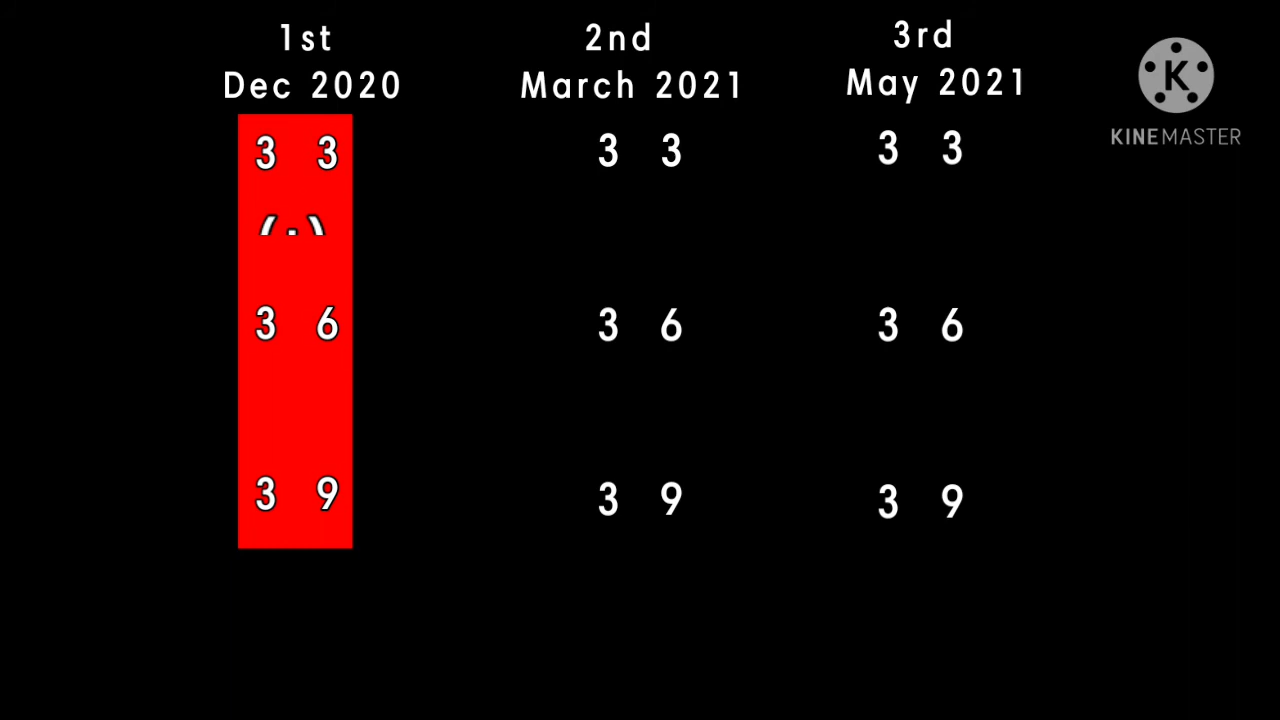 1st
Dec 2020
3 3
3 6
3 9
2nd
March 2021
3 3
3 6
3 9
3rd
May 2021
3 3
3 6
3 9
K
KINEMASTER